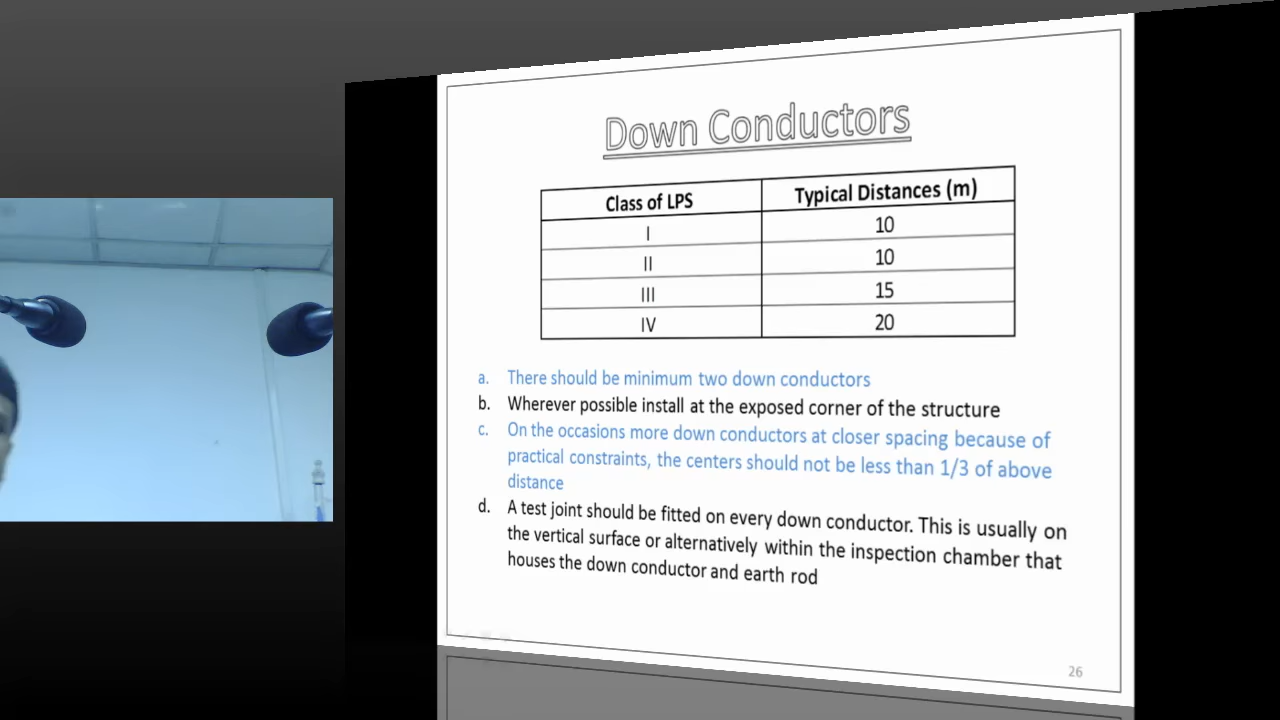 Down Conductors
Class of LPS Typical Distances (m)
I 10
II 10
III 15
IV 20
a. There should be minimum two down conductors
b. Wherever possible install at the exposed corner of the structure
c. On the occasions more down conductors at closer spacing because of
practical constraints, the centers should not be less than 1/3 of above
distance
d. A test joint should be fitted on every down conductor. This is usually on
the vertical surface or alternatively within the inspection chamber that
houses the down conductor and earth rod
26